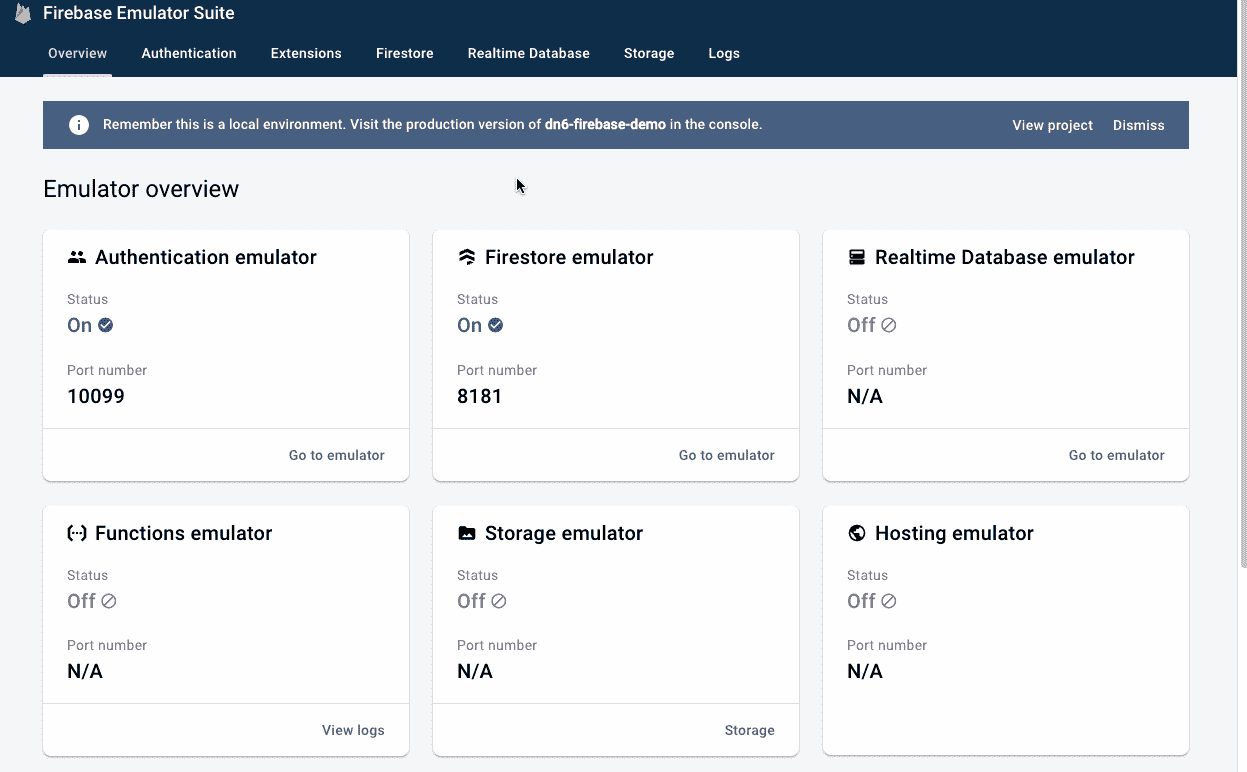 Firebase Emulator Suite
Overview Authentication Extensions Firestore Realtime Database Storage Logs
Remember this is a local environment. Visit the production version of dn6-firebase-demo in the console. View project Dismiss
Emulator overview
Authentication emulator
Status
On
Port number
10099
Go to emulator
Firestore emulator
Status
On
Port number
8181
Go to emulator
Realtime Database emulator
Status
Off
Port number
N/A
Go to emulator
Functions emulator
Status
Off
Port number
N/A
View logs
Storage emulator
Status
Off
Port number
N/A
Storage
Hosting emulator
Status
Off
Port number
N/A